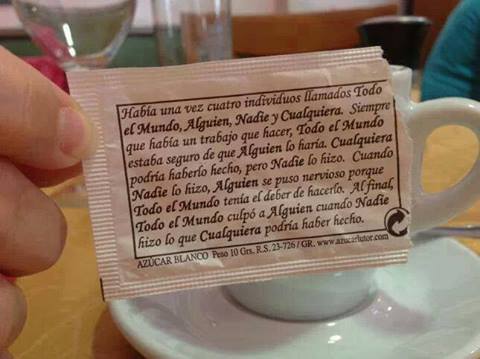 Había una vez cuatro individuos llamados Todo
el Mundo, Alguien, Nadie y Cualquiera. Siempre
que había un trabajo que hacer, Todo el Mundo
estaba seguro de que Alguien lo haría. Cualquiera
podría haberlo hecho, pero Nadie lo hizo. Cuando
Nadie lo hizo, Alguien se puso nervioso porque
Todo el Mundo tenía el deber de hacerlo. Al final,
Todo el Mundo culpó a Alguien cuando Nadie
hizo lo que Cualquiera podría haber hecho.
AZÚCAR BLANCO Peso 10 Grs. R.S. 23-726 / GR. www.azucartutor.com